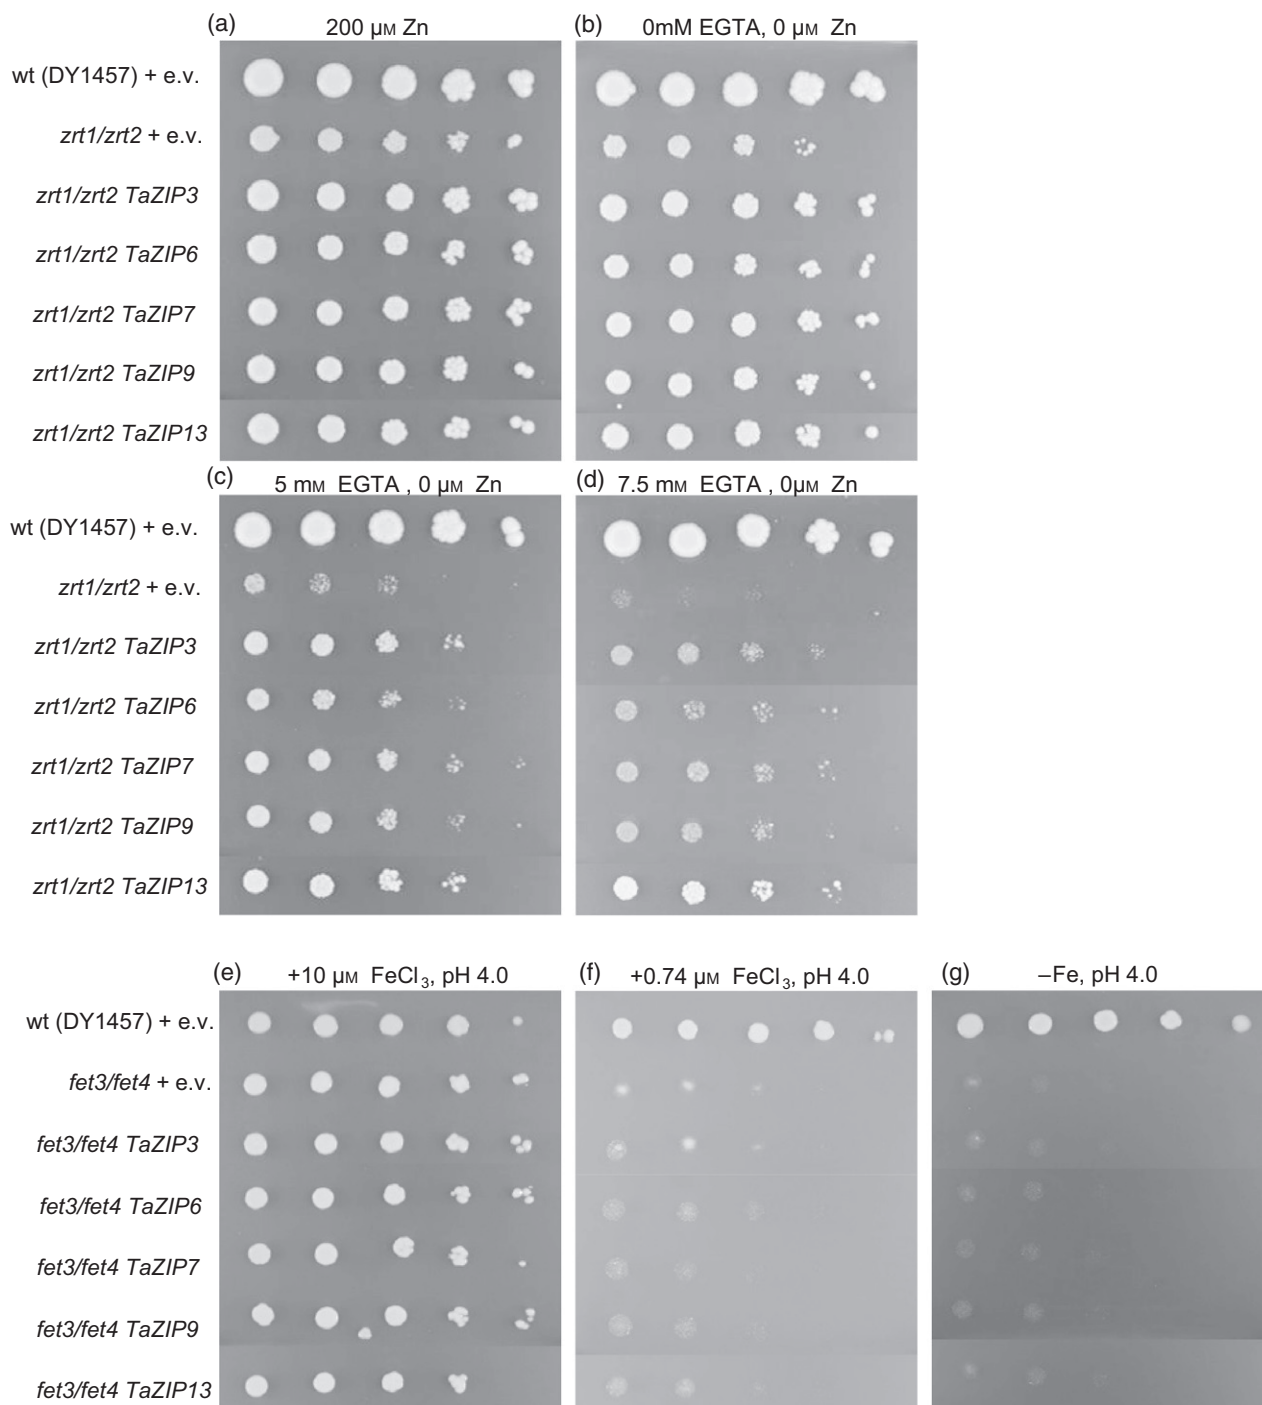 (a) 200 µM Zn
(b) 0mM EGTA, 0 µM Zn
wt (DY1457) + e.v.
zrt1/zrt2 + e.v.
zrt1/zrt2 TaZIP3
zrt1/zrt2 TaZIP6
zrt1/zrt2 TaZIP7
zrt1/zrt2 TaZIP9
zrt1/zrt2 TaZIP13
(c) 5 mM EGTA , 0 µM Zn
(d) 7.5 mM EGTA , 0µM Zn
wt (DY1457) + e.v.
zrt1/zrt2 + e.v.
zrt1/zrt2 TaZIP3
zrt1/zrt2 TaZIP6
zrt1/zrt2 TaZIP7
zrt1/zrt2 TaZIP9
zrt1/zrt2 TaZIP13
(e) +10 µM FeCl₃, pH 4.0
(f) +0.74 µM FeCl₃, pH 4.0
(g) –Fe, pH 4.0
wt (DY1457) + e.v.
fet3/fet4 + e.v.
fet3/fet4 TaZIP3
fet3/fet4 TaZIP6
fet3/fet4 TaZIP7
fet3/fet4 TaZIP9
fet3/fet4 TaZIP13